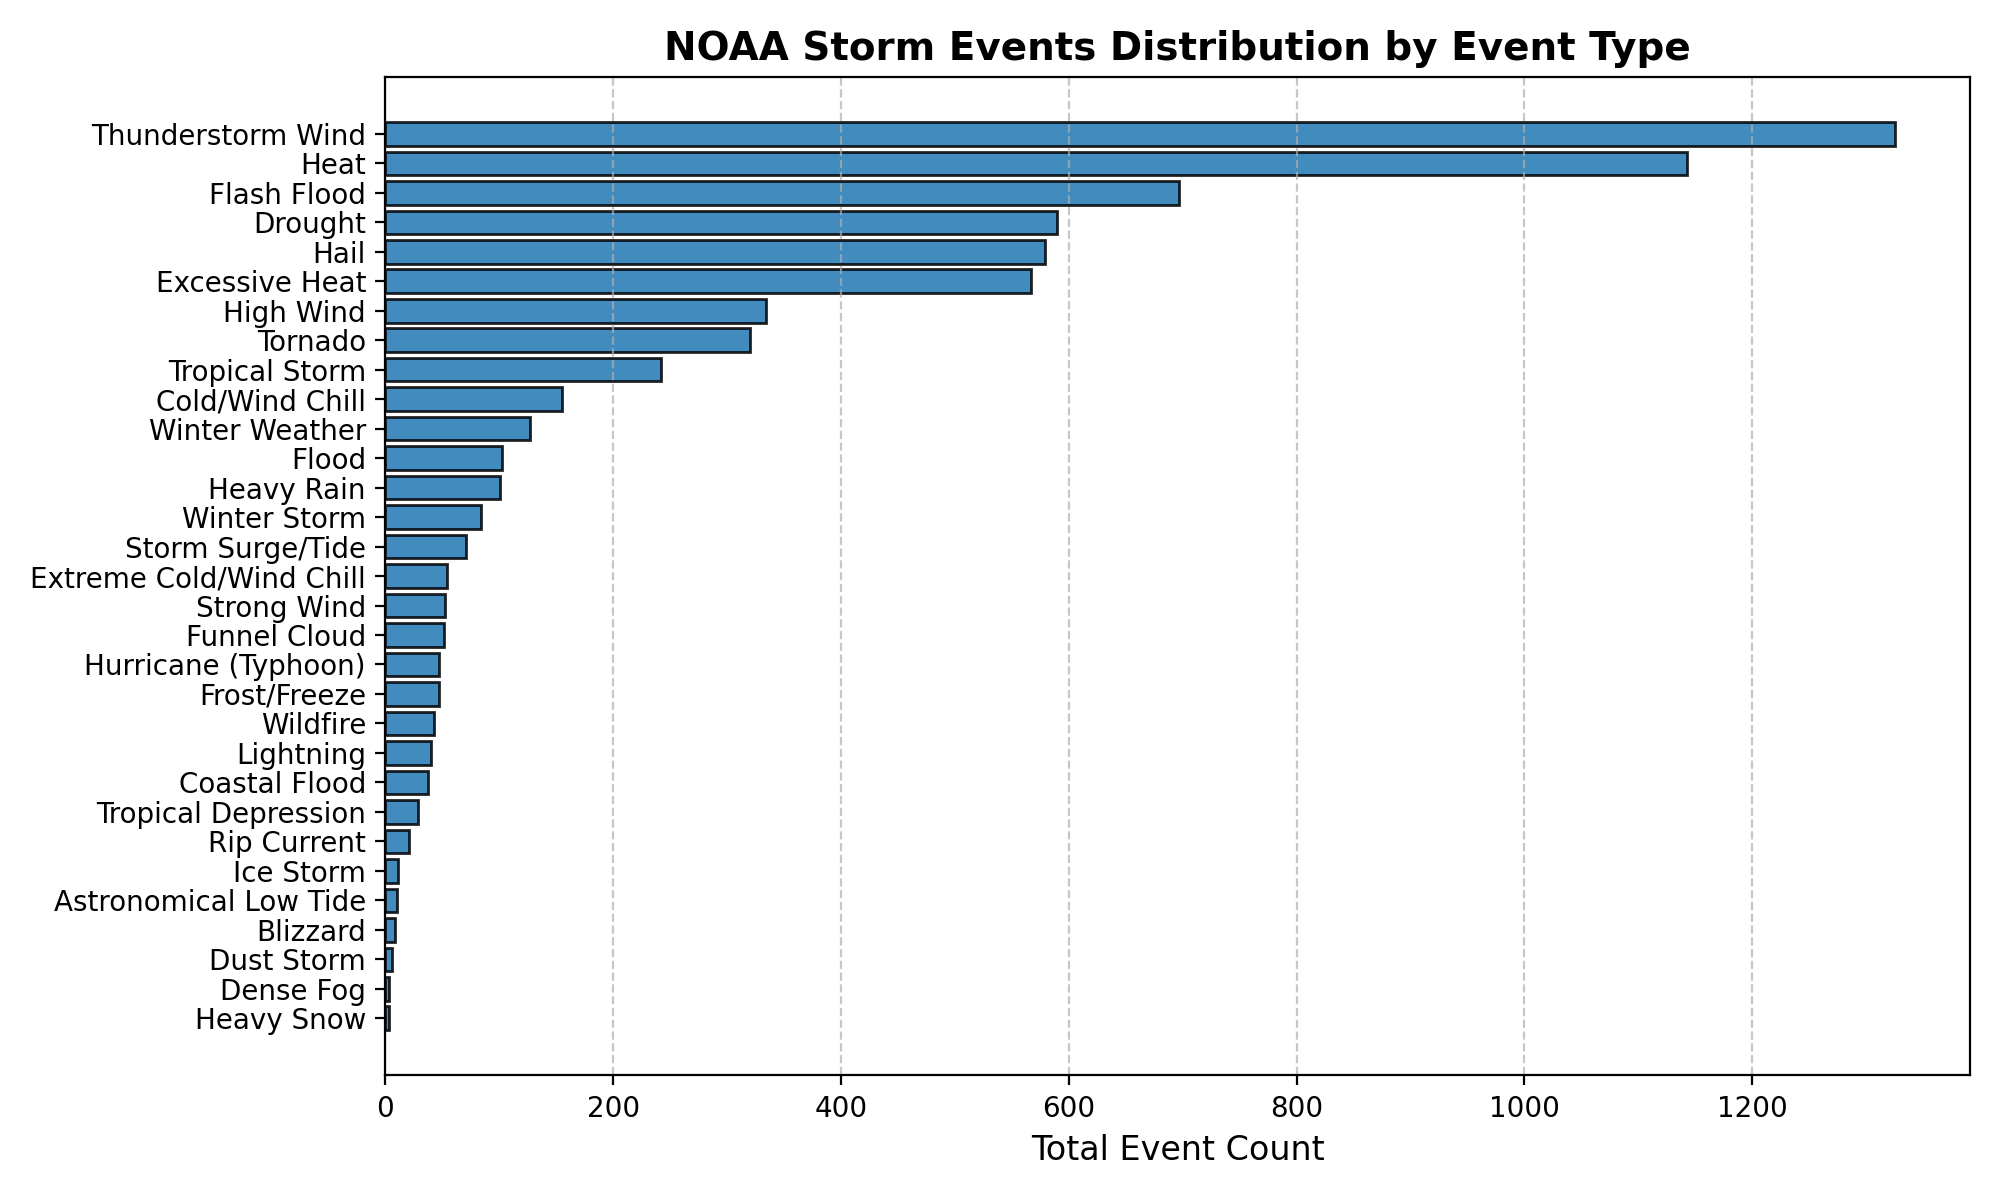 NOAA Storm Events Distribution by Event Type
Thunderstorm Wind
Heat
Flash Flood
Drought
Hail
Excessive Heat
High Wind
Tornado
Tropical Storm
Cold/Wind Chill
Winter Weather
Flood
Heavy Rain
Winter Storm
Storm Surge/Tide
Extreme Cold/Wind Chill
Strong Wind
Funnel Cloud
Hurricane (Typhoon)
Frost/Freeze
Wildfire
Lightning
Coastal Flood
Tropical Depression
Rip Current
Ice Storm
Astronomical Low Tide
Blizzard
Dust Storm
Dense Fog
Heavy Snow
0 200 400 600 800 1000 1200
Total Event Count